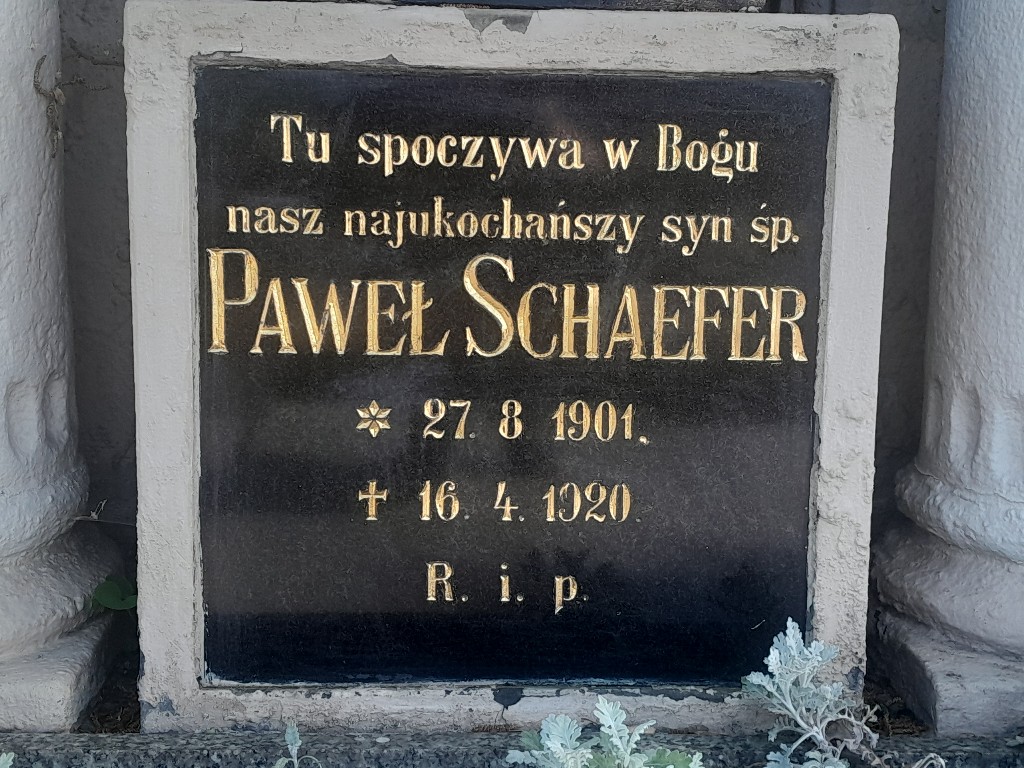 Tu spoczywa w Bogu
nasz najukochańszy syn śp.
PAWEŁ SCHAEFER
* 27. 8 1901.
† 16. 4. 1920.
R. i. p.